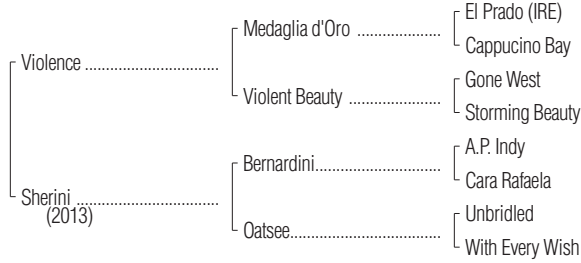 El Prado (IRE)
Medaglia d'Oro ....................
Cappucino Bay
Violence ................................
Gone West
Violent Beauty ......................
Storming Beauty
A.P. Indy
Bernardini..............................
Cara Rafaela
Sherini ..................................
(2013)
Unbridled
Oatsee....................................
With Every Wish